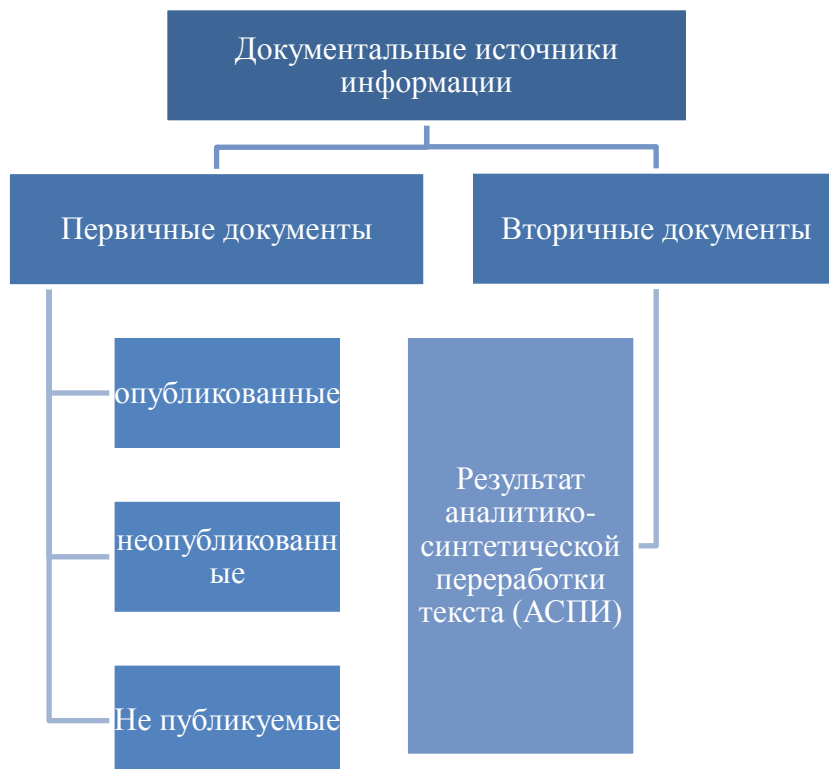 Документальные источники
информации
Первичные документы
Вторичные документы
опубликованные
неопубликованн
ые
Не публикуемые
Результат
аналитико-
синтетической
переработки
текста (АСПИ)